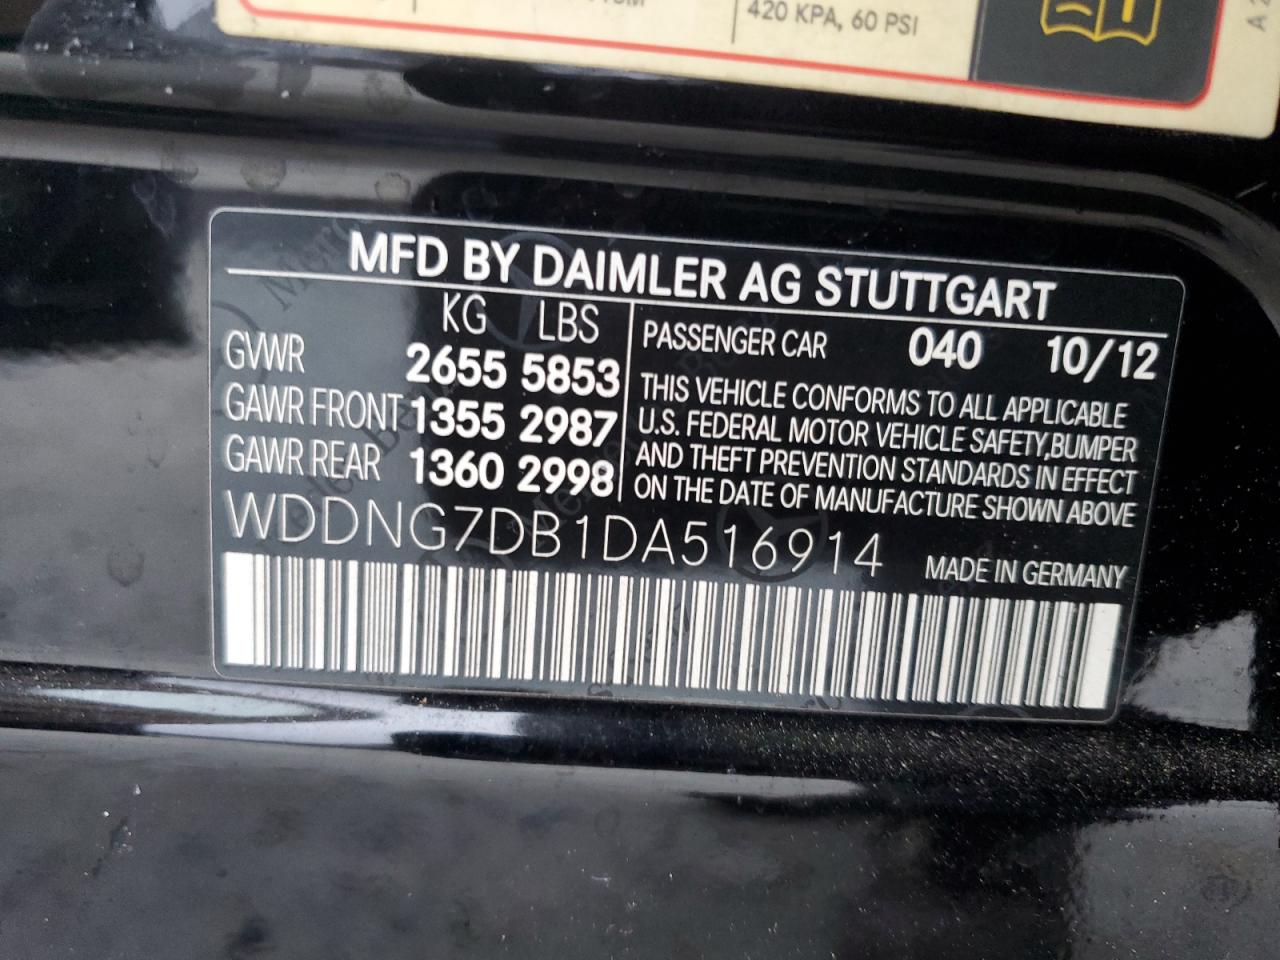 420 KPA, 60 PSI
MFD BY DAIMLER AG STUTTGART
KG LBS
GVWR 2655 5853
GAWR FRONT 1355 2987
GAWR REAR 1360 2998
PASSENGER CAR 040 10/12
THIS VEHICLE CONFORMS TO ALL APPLICABLE
U.S. FEDERAL MOTOR VEHICLE SAFETY, BUMPER
AND THEFT PREVENTION STANDARDS IN EFFECT
ON THE DATE OF MANUFACTURE SHOWN ABOVE
WDDNG7DB1DA516914
MADE IN GERMANY